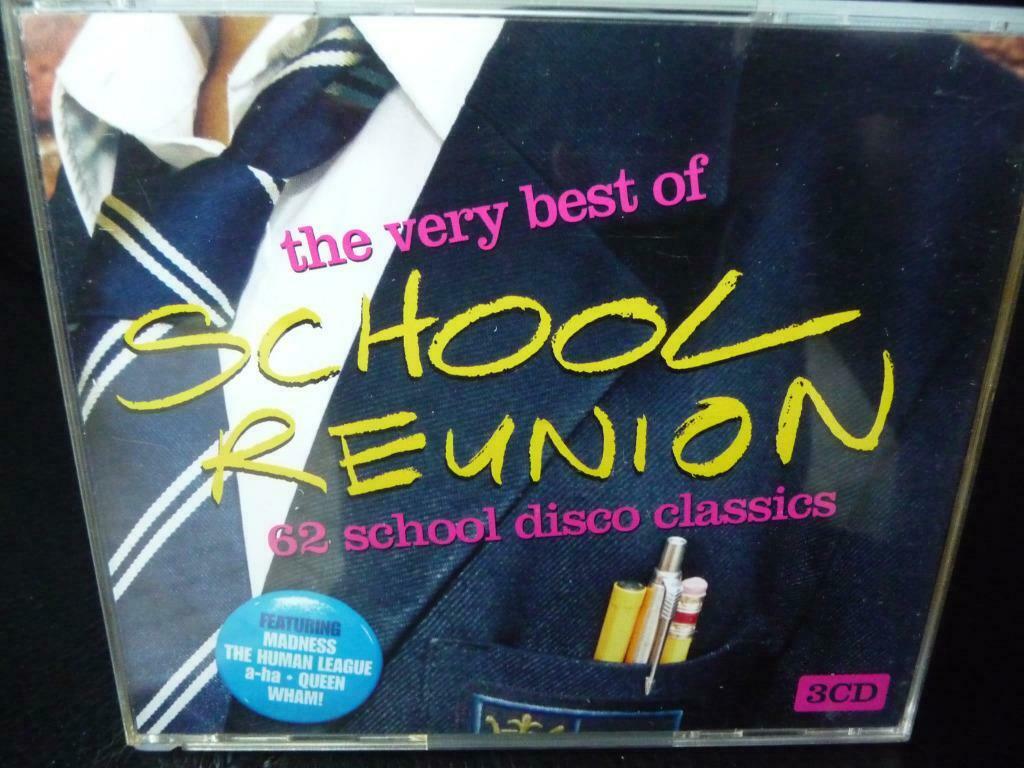 the very best of
SCHOOL
REUNION
62 school disco classics
FEATURING
MADNESS
THE HUMAN LEAGUE
a-ha • QUEEN
WHAM!
3CD